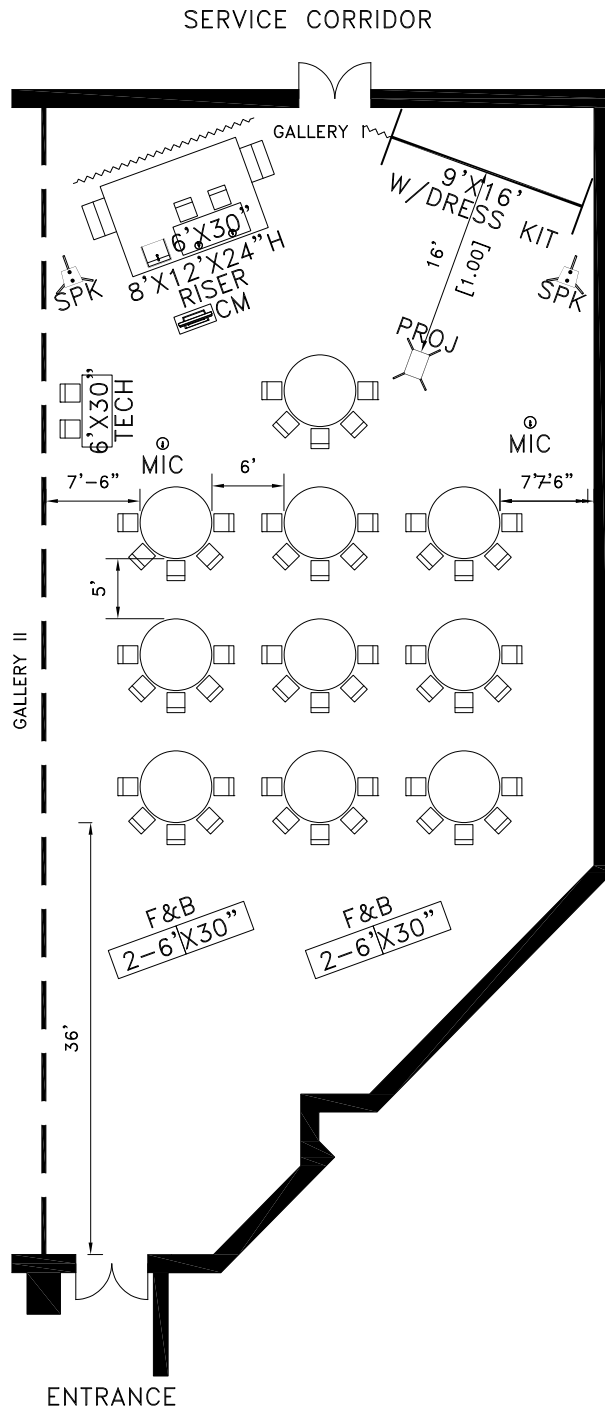 SERVICE CORRIDOR
GALLERY I
9'X16'
W/DRESS KIT
6'X30"
8'X12'X24"H
RISER
CM
SPK
SPK
16'
[1.00]
PROJ
6'X30"
TECH
MIC
MIC
7'-6"
6'
7'-6"
5'
GALLERY II
F&B
2-6'X30"
F&B
2-6'X30"
36'
ENTRANCE